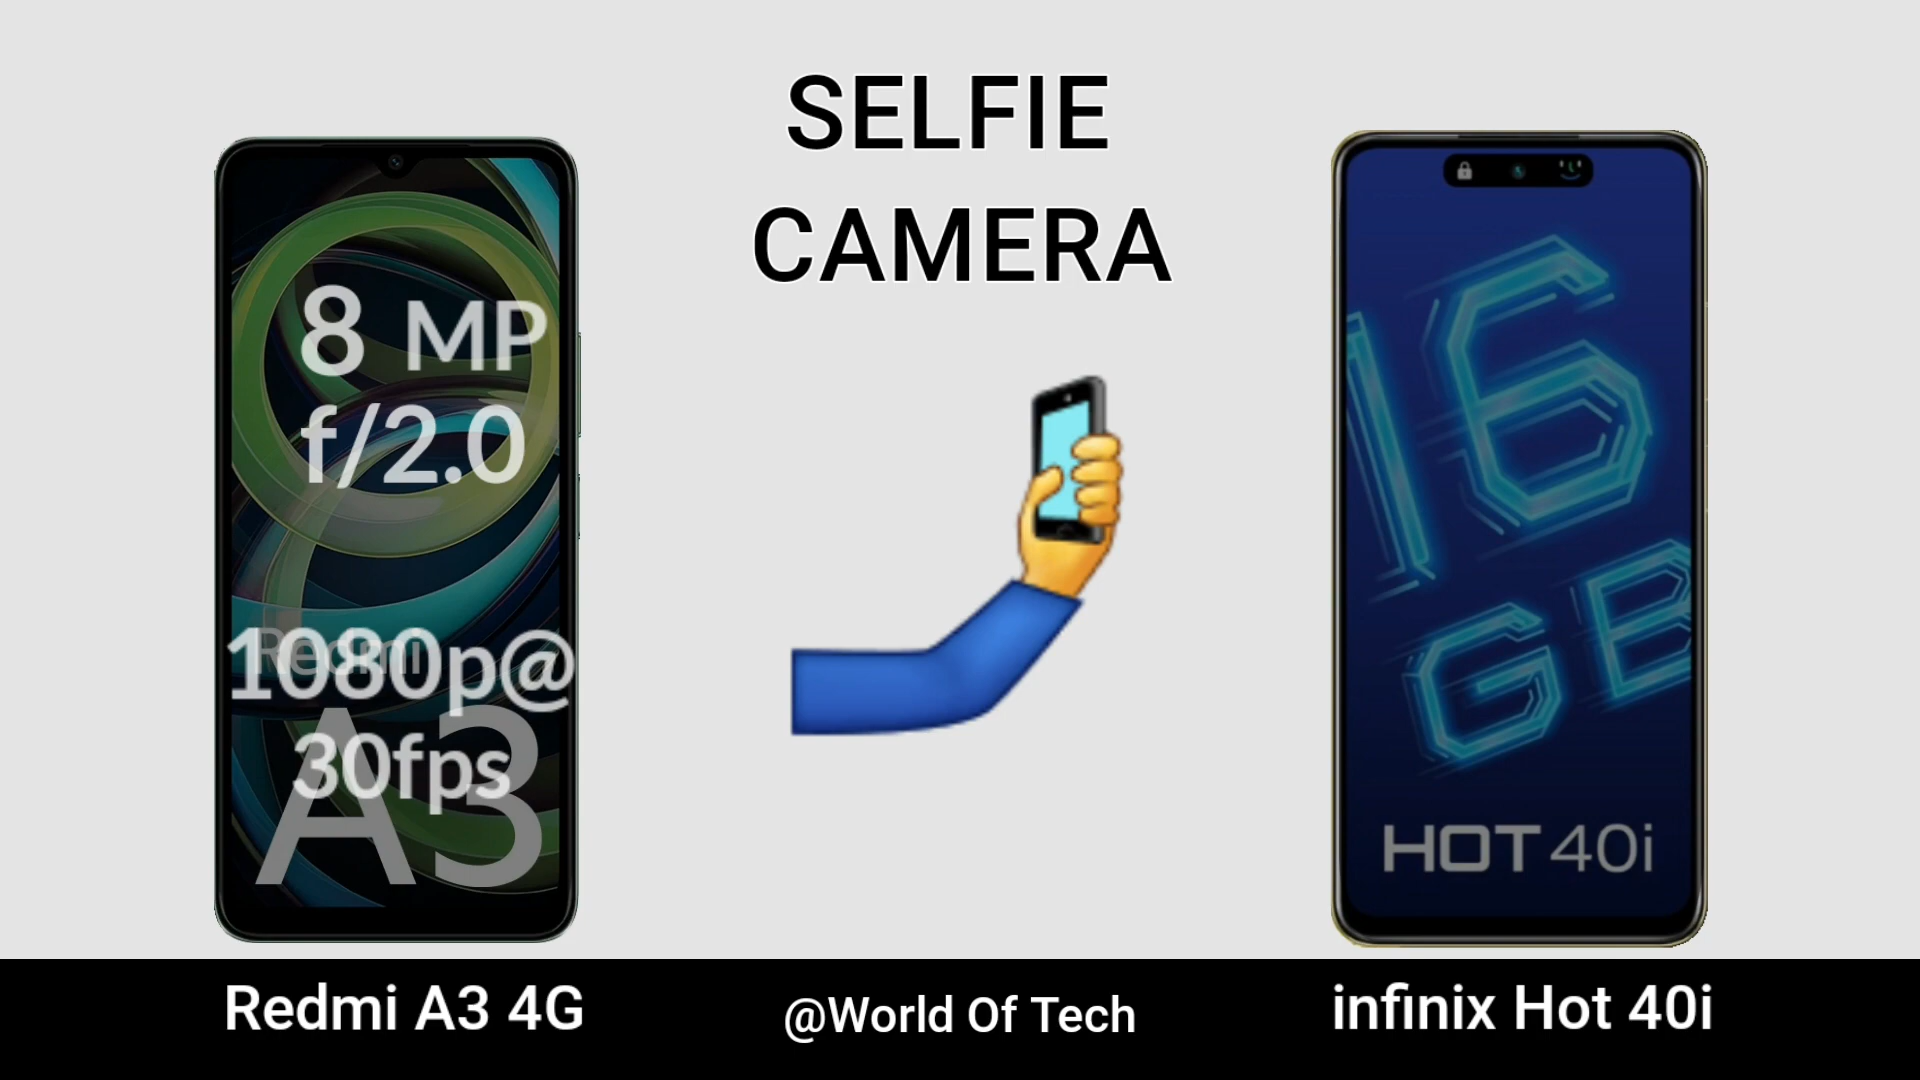 SELFIE
CAMERA
8 MP
f/2.0
Redmi
1080p@
30fps
A3
16
GB
HOT 40i
Redmi A3 4G
@World Of Tech
infinix Hot 40i